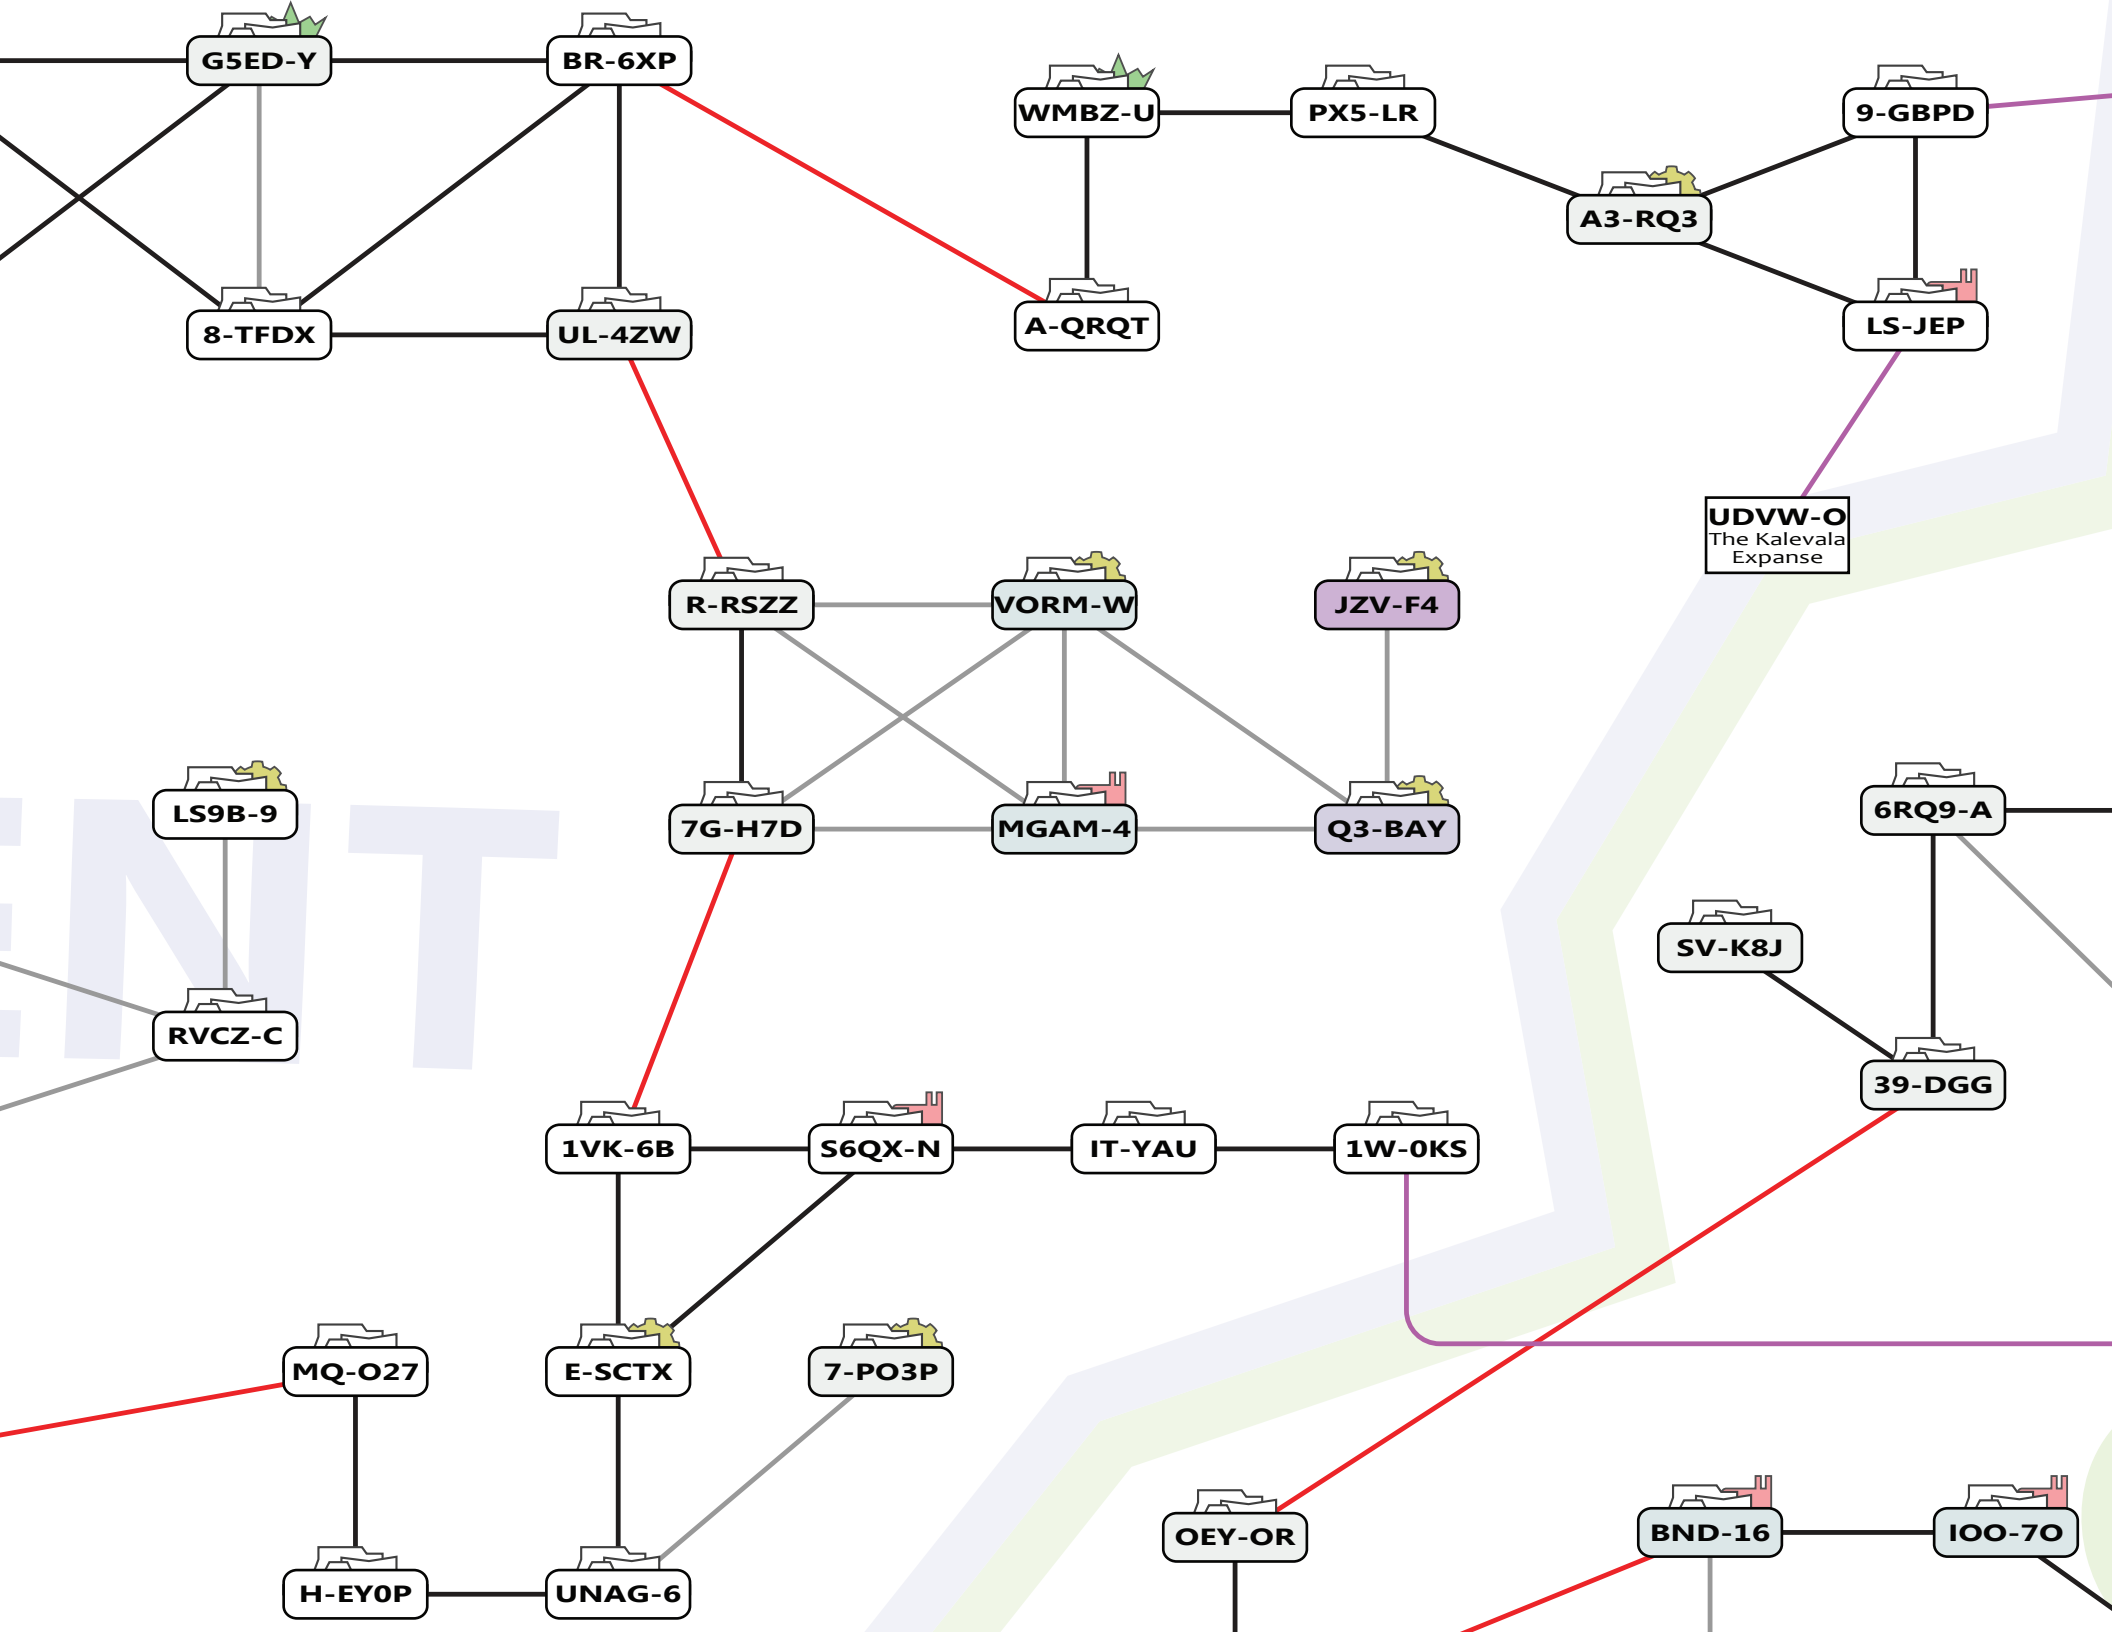 G5ED-Y
BR-6XP
WMBZ-U
PX5-LR
9-GBPD
A3-RQ3
8-TFDX
UL-4ZW
A-QRQT
LS-JEP
UDVW-O
The Kalevala
Expanse
R-RSZZ
VORM-W
JZV-F4
LS9B-9
7G-H7D
MGAM-4
Q3-BAY
6RQ9-A
ENT
SV-K8J
RVCZ-C
39-DGG
1VK-6B
S6QX-N
IT-YAU
1W-0KS
MQ-O27
E-SCTX
7-PO3P
OEY-OR
BND-16
IOO-7O
H-EY0P
UNAG-6